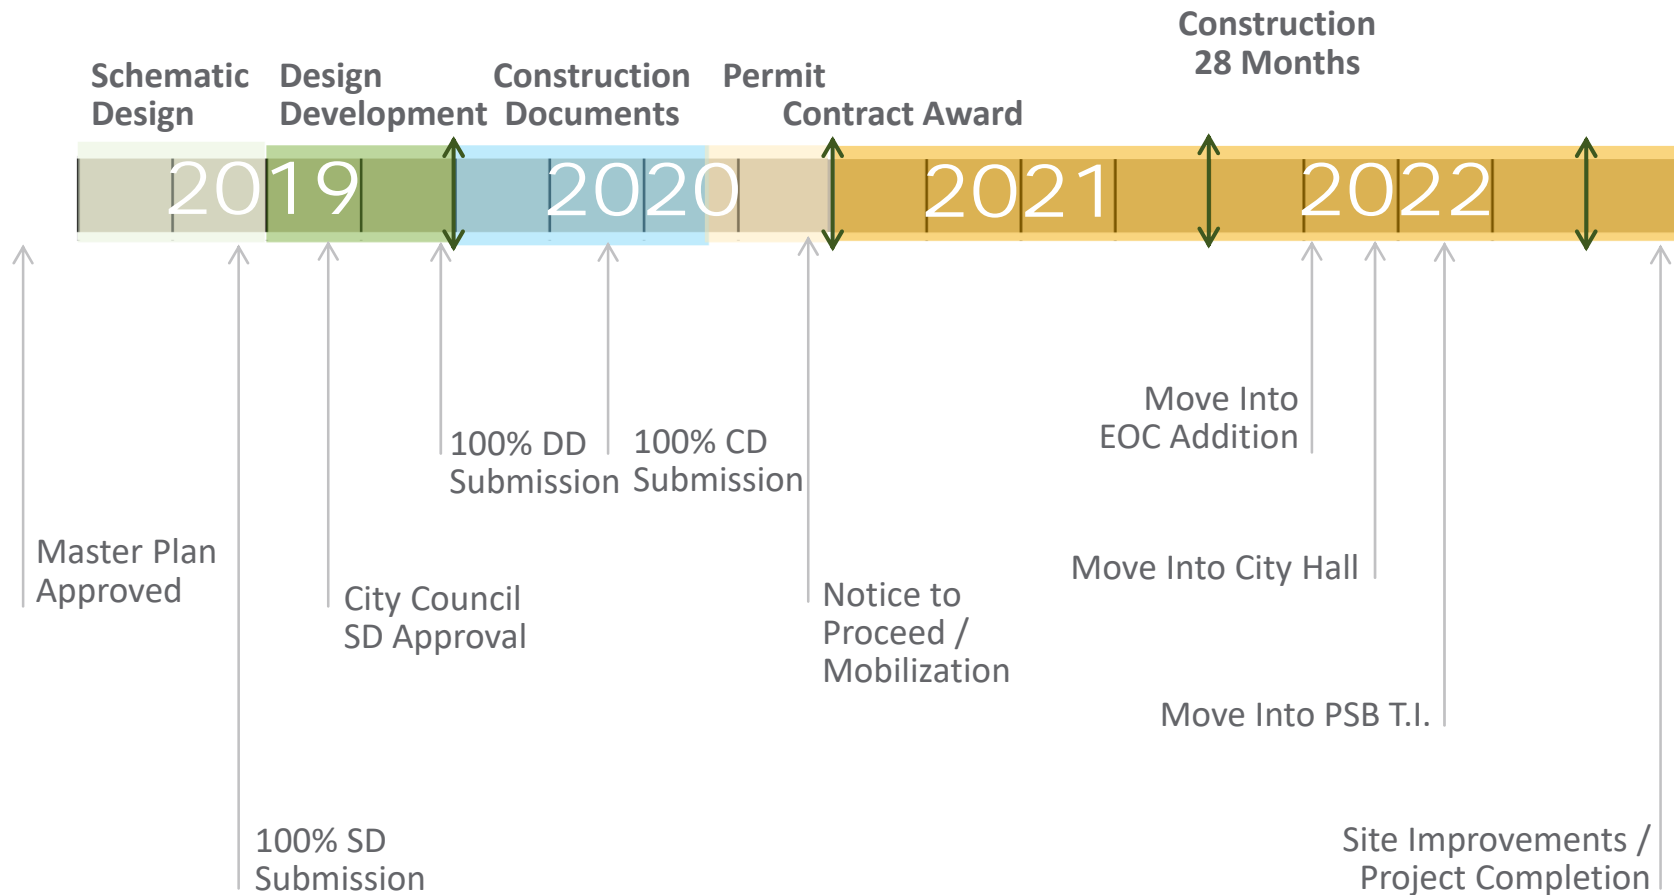 Construction
28 Months
Schematic
Design
Design
Development
Construction
Documents
Permit
Contract Award
2019
2020
2021
2022
Move Into
EOC Addition
100% DD
Submission
100% CD
Submission
Master Plan
Approved
Move Into City Hall
City Council
SD Approval
Notice to
Proceed /
Mobilization
Move Into PSB T.I.
100% SD
Submission
Site Improvements /
Project Completion